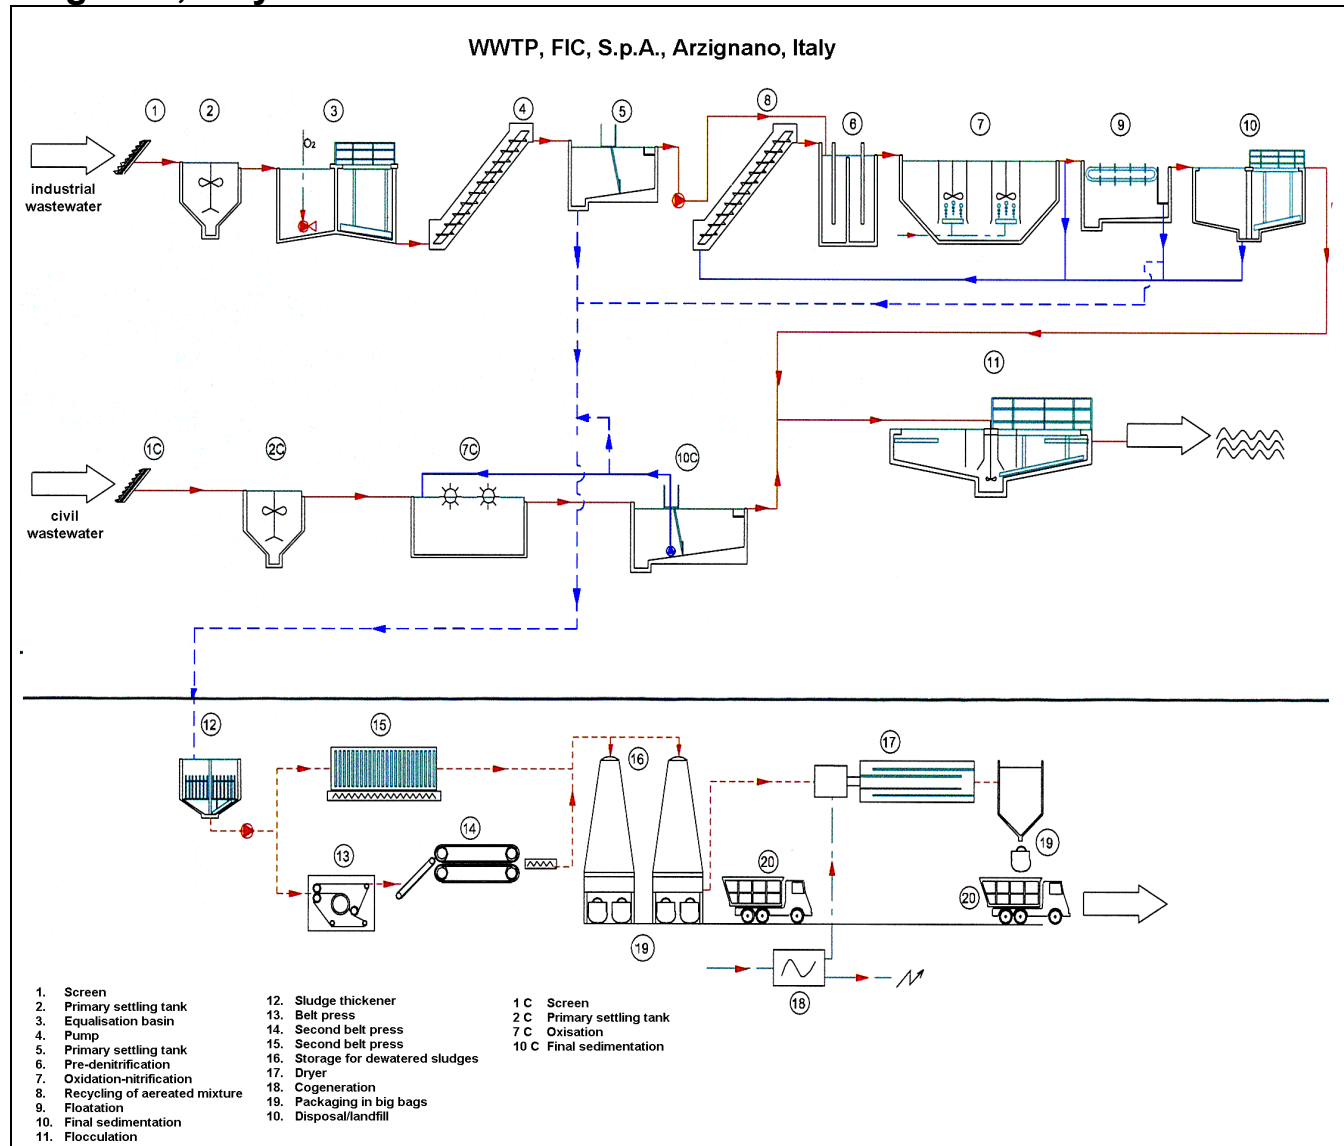 WWTP, FIC, S.p.A., Arzignano, Italy
1
2
3
4
5
8
6
7
9
10
O₂
industrial
wastewater
11
1C
2C
7C
10C
civil
wastewater
12
15
16
17
14
13
20
19
20
19
18
1. Screen
2. Primary settling tank
3. Equalisation basin
4. Pump
5. Primary settling tank
6. Pre-denitrification
7. Oxidation-nitrification
8. Recycling of aereated mixture
9. Floatation
10. Final sedimentation
11. Flocculation
12. Sludge thickener
13. Belt press
14. Second belt press
15. Second belt press
16. Storage for dewatered sludges
17. Dryer
18. Cogeneration
19. Packaging in big bags
10. Disposal/landfill
1 C Screen
2 C Primary settling tank
7 C Oxisation
10 C Final sedimentation